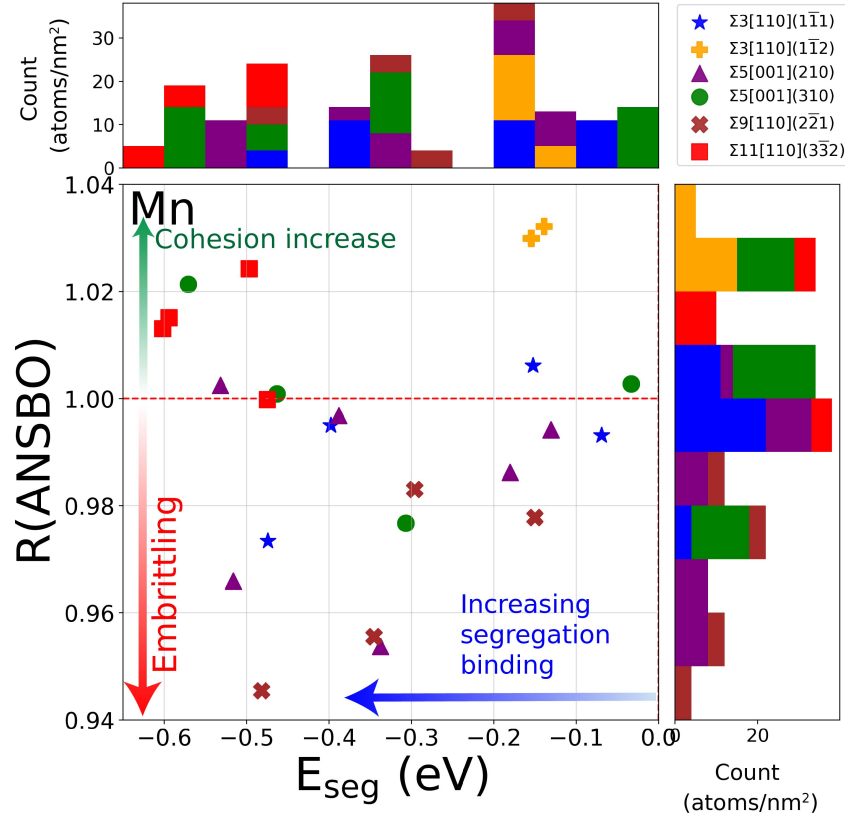 Count
(atoms/nm²)
30
20
10
0
Σ3[110](11̅1̅1)
Σ3[110](11̅1̅2)
Σ5[001](210)
Σ5[001](310)
Σ9[110](22̅1)
Σ11[110](33̅2)
Mn
Cohesion increase
Embrittling
Increasing
segregation
binding
R(ANSBO)
1.04
1.02
1.00
0.98
0.96
0.94
−0.6
−0.5
−0.4
−0.3
−0.2
−0.1
0.0
E_seg (eV)
0
20
Count
(atoms/nm²)